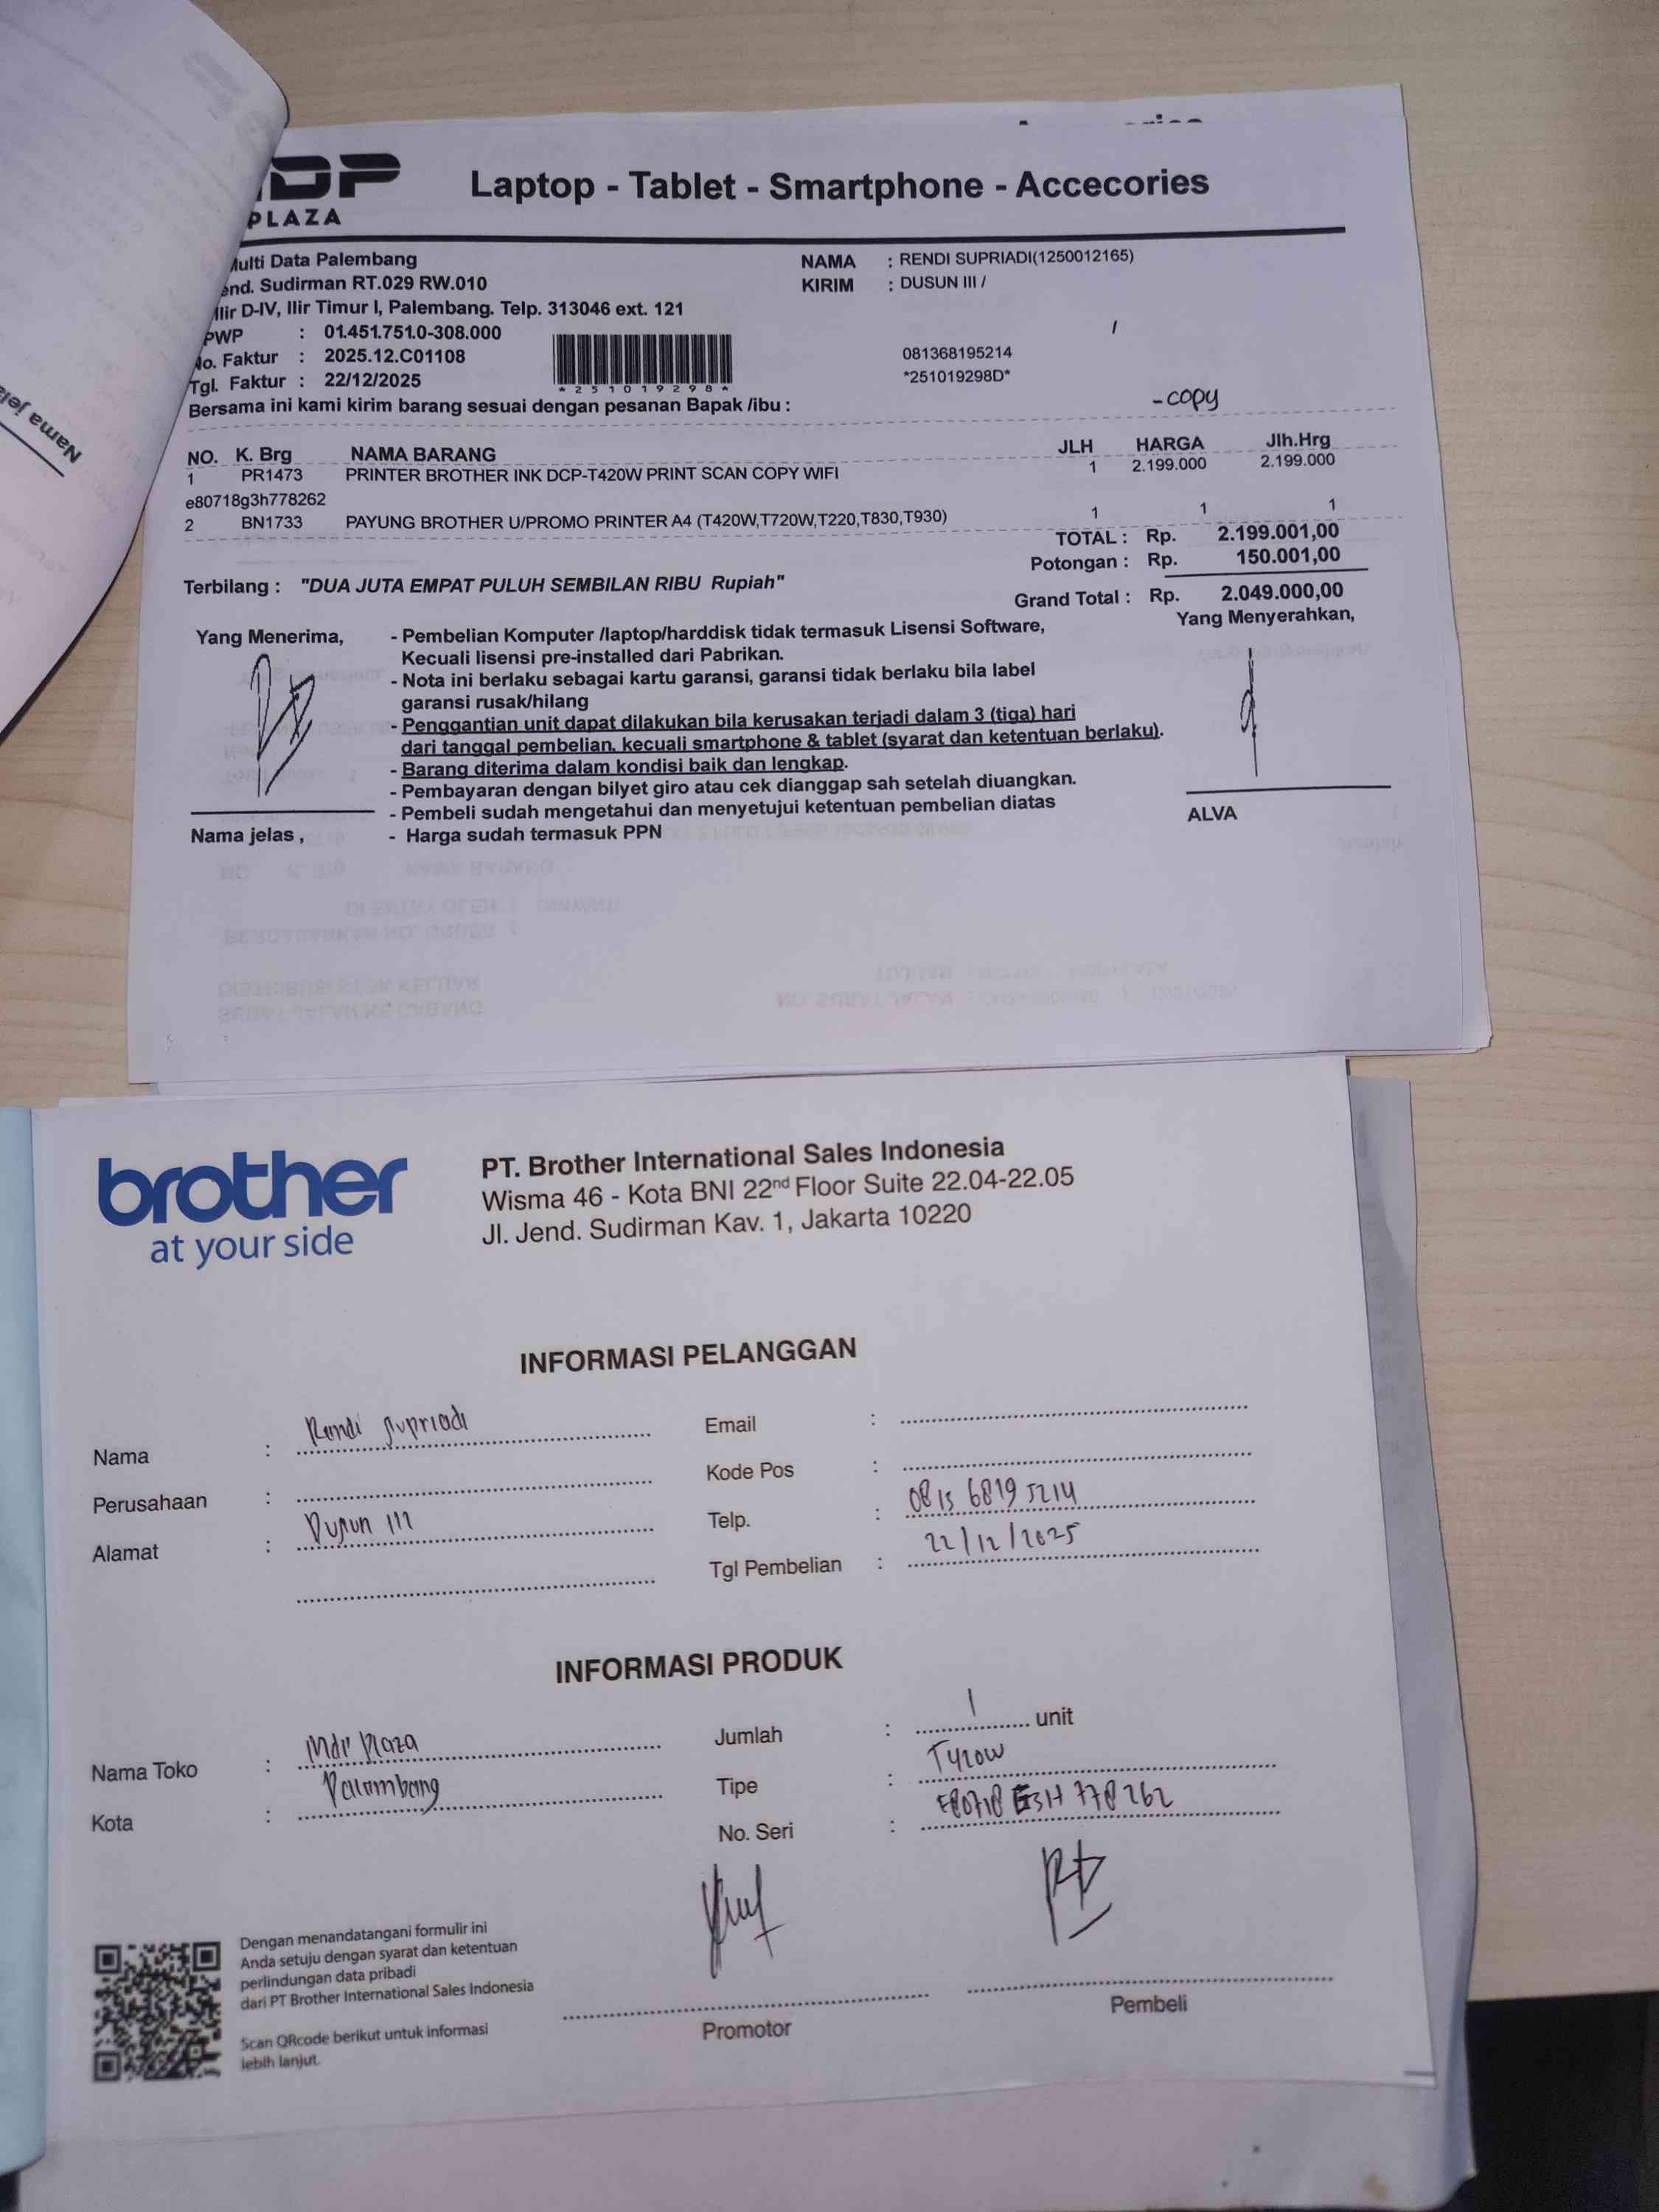 DP
PLAZA
Laptop - Tablet - Smartphone - Accecories
ulti Data Palembang
end. Sudirman RT.029 RW.010
Ilir D-IV, Ilir Timur I, Palembang. Telp. 313046 ext. 121
PWP : 01.451.751.0-308.000
No. Faktur : 2025.12.C01108
Tgl. Faktur : 22/12/2025
*251019298*
NAMA : RENDI SUPRIADI(1250012165)
KIRIM : DUSUN III /
/
081368195214
*251019298D*
Bersama ini kami kirim barang sesuai dengan pesanan Bapak /ibu :
-copy
NO. K. Brg NAMA BARANG JLH HARGA Jlh.Hrg
1 PR1473 PRINTER BROTHER INK DCP-T420W PRINT SCAN COPY WIFI 1 2.199.000 2.199.000
e80718g3h778262
2 BN1733 PAYUNG BROTHER U/PROMO PRINTER A4 (T420W,T720W,T220,T830,T930) 1 1 1
TOTAL : Rp. 2.199.001,00
Potongan : Rp. 150.001,00
Terbilang : "DUA JUTA EMPAT PULUH SEMBILAN RIBU Rupiah"
Grand Total : Rp. 2.049.000,00
Yang Menerima,
Yang Menyerahkan,
- Pembelian Komputer /laptop/harddisk tidak termasuk Lisensi Software,
Kecuali lisensi pre-installed dari Pabrikan.
- Nota ini berlaku sebagai kartu garansi, garansi tidak berlaku bila label
garansi rusak/hilang
- Penggantian unit dapat dilakukan bila kerusakan terjadi dalam 3 (tiga) hari
dari tanggal pembelian. kecuali smartphone & tablet (syarat dan ketentuan berlaku).
- Barang diterima dalam kondisi baik dan lengkap.
- Pembayaran dengan bilyet giro atau cek dianggap sah setelah diuangkan.
- Pembeli sudah mengetahui dan menyetujui ketentuan pembelian diatas
- Harga sudah termasuk PPN
Nama jelas ,
ALVA
Nama jela
brother
at your side
PT. Brother International Sales Indonesia
Wisma 46 - Kota BNI 22nd Floor Suite 22.04-22.05
Jl. Jend. Sudirman Kav. 1, Jakarta 10220
INFORMASI PELANGGAN
Nama : Rendi Supriadi
Perusahaan :
Alamat : Dusun III
Email :
Kode Pos :
Telp. : 0813 6819 5214
Tgl Pembelian : 22/12/2025
INFORMASI PRODUK
Nama Toko : Mdp Plaza
Kota : Palembang
Jumlah : 1 unit
Tipe : T420W
No. Seri : E80718 G3H 778262
Dengan menandatangani formulir ini
Anda setuju dengan syarat dan ketentuan
perlindungan data pribadi
dari PT Brother International Sales Indonesia
Scan QRcode berikut untuk informasi
lebih lanjut.
Promotor
Pembeli